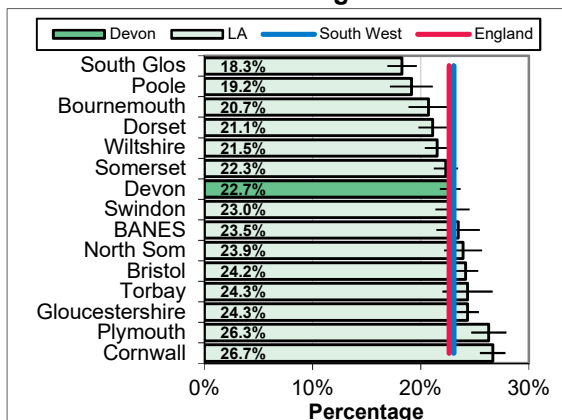 Devon LA South West England
South Glos 18.3%
Poole 19.2%
Bournemouth 20.7%
Dorset 21.1%
Wiltshire 21.5%
Somerset 22.3%
Devon 22.7%
Swindon 23.0%
BANES 23.5%
North Som 23.9%
Bristol 24.2%
Torbay 24.3%
Gloucestershire 24.3%
Plymouth 26.3%
Cornwall 26.7%
0% 10% 20% 30%
Percentage